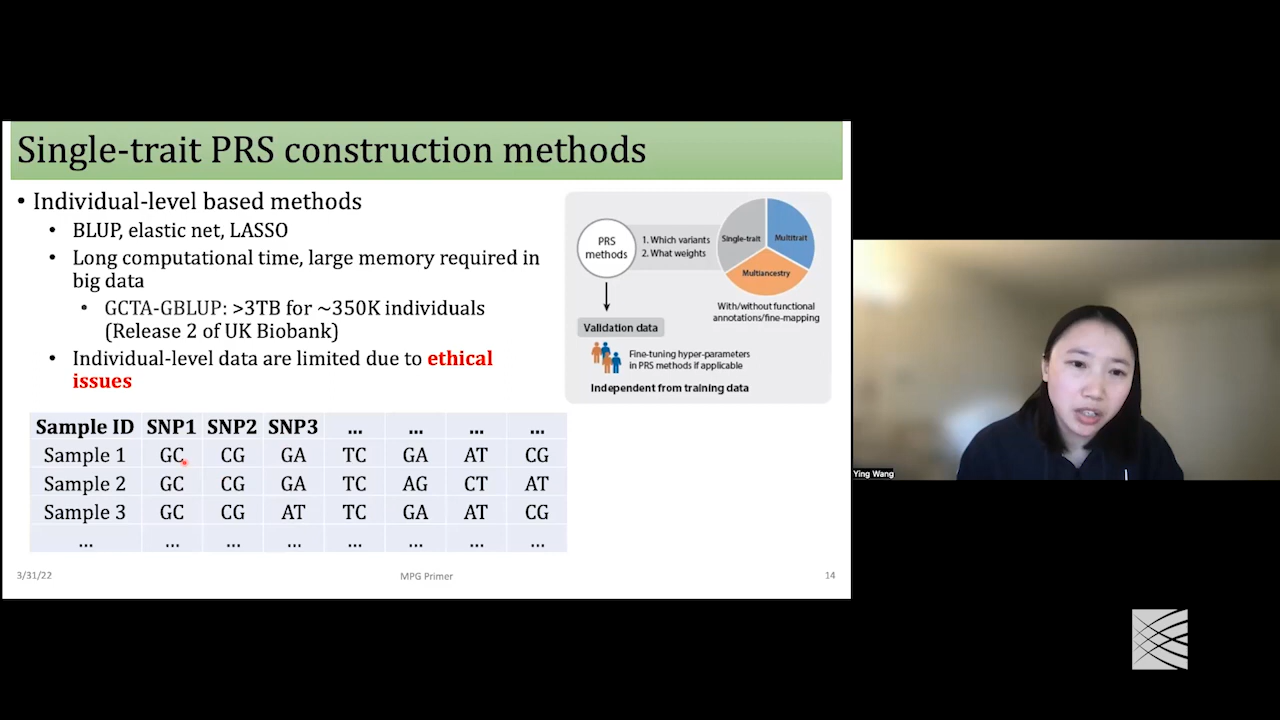 Single-trait PRS construction methods
• Individual-level based methods
• BLUP, elastic net, LASSO
• Long computational time, large memory required in
big data
• GCTA-GBLUP: >3TB for ~350K individuals
(Release 2 of UK Biobank)
• Individual-level data are limited due to ethical
issues
PRS
methods
1. Which variants
2. What weights
Single-trait
Multitrait
Multiancestry
With/without functional
annotations/fine-mapping
Validation data
Fine-tuning hyper-parameters
in PRS methods if applicable
Independent from training data
Sample ID SNP1 SNP2 SNP3 ... ... ... ...
Sample 1 GC CG GA TC GA AT CG
Sample 2 GC CG GA TC AG CT AT
Sample 3 GC CG AT TC GA AT CG
... ... ... ... ... ... ... ...
3/31/22 MPG Primer 14
Ying Wang